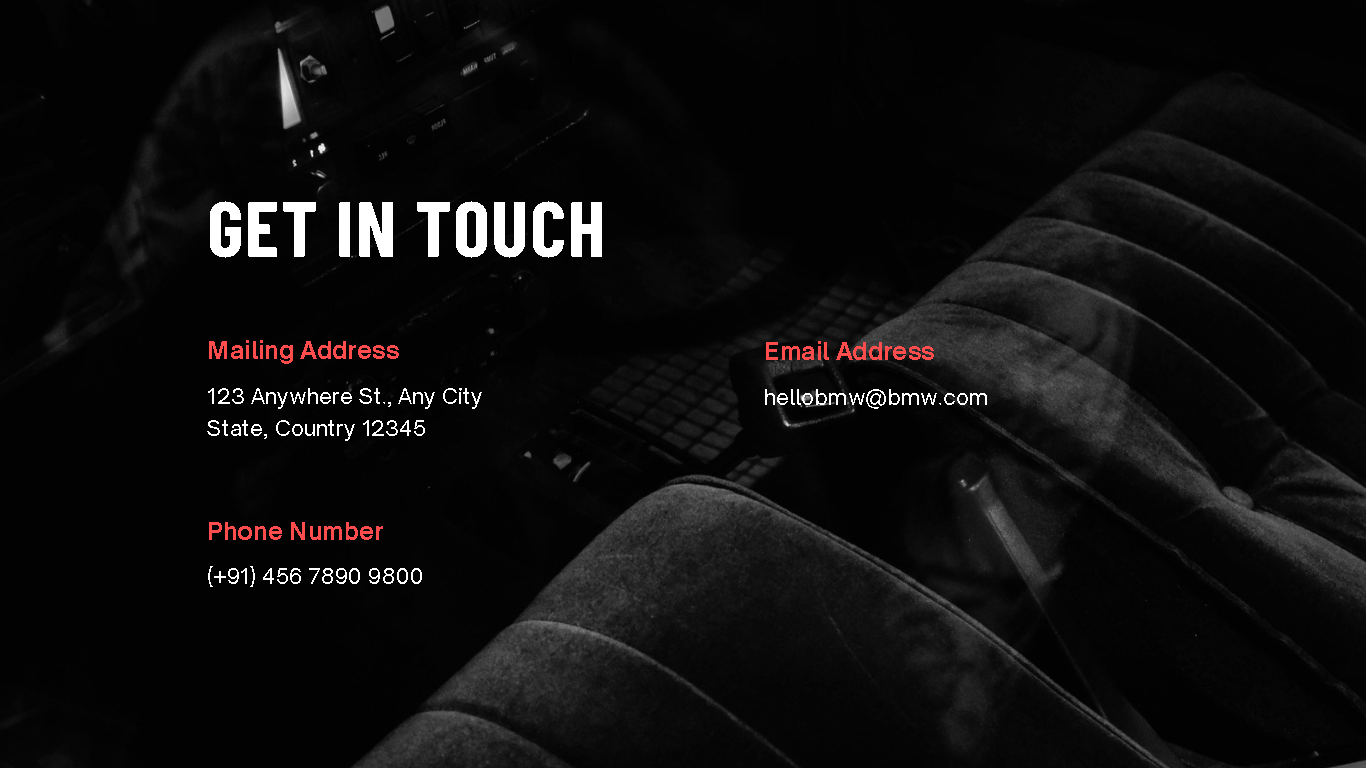 GET IN TOUCH
Mailing Address
123 Anywhere St., Any City
State, Country 12345
Email Address
hellobmw@bmw.com
Phone Number
(+91) 456 7890 9800